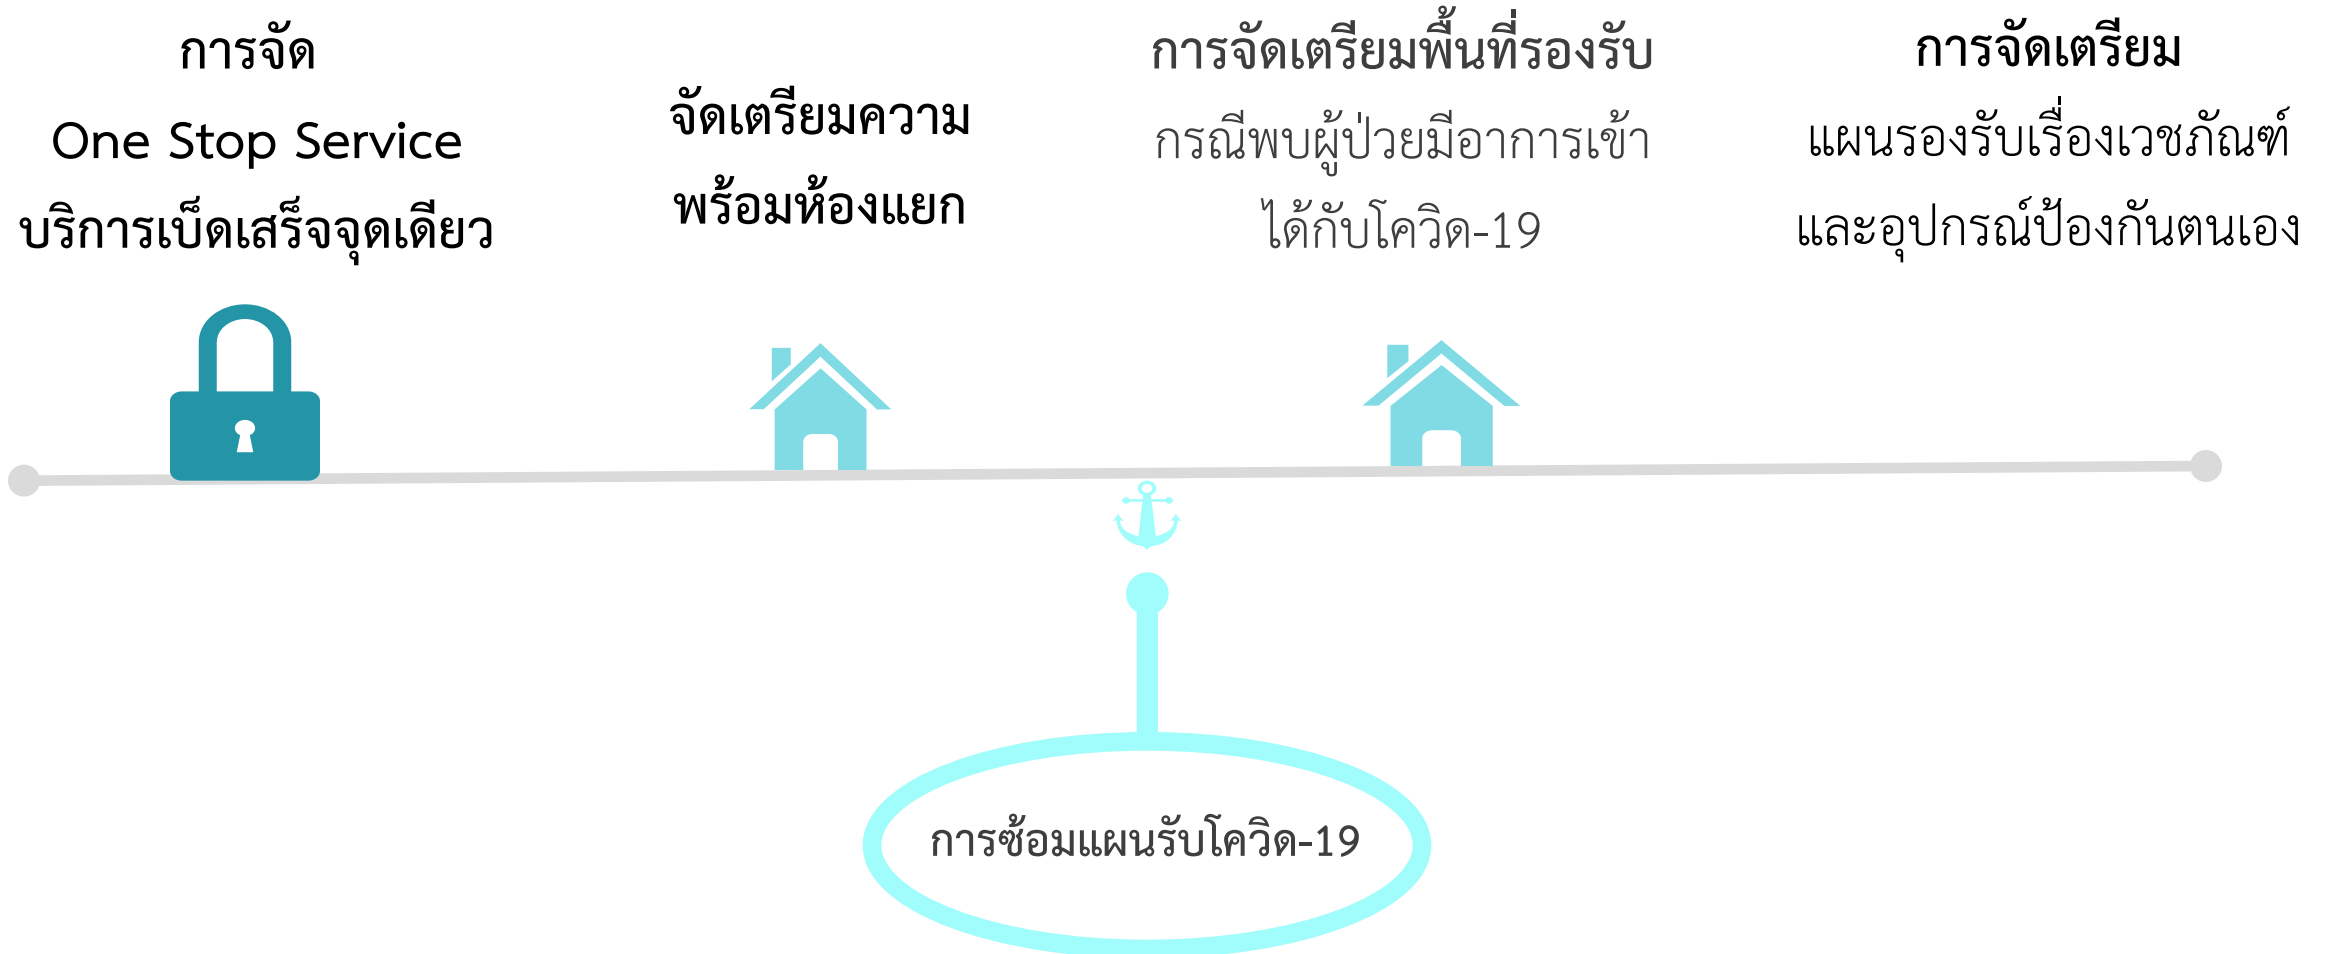 การจัด
One Stop Service
บริการเบ็ดเสร็จจุดเดียว
จัดเตรียมความ
พร้อมห้องแยก
การจัดเตรียมพื้นที่รองรับ
กรณีพบผู้ป่วยมีอาการเข้า
ได้กับโควิด-19
การจัดเตรียม
แผนรองรับเรื่องเวชภัณฑ์
และอุปกรณ์ป้องกันตนเอง
การซ้อมแผนรับโควิด-19